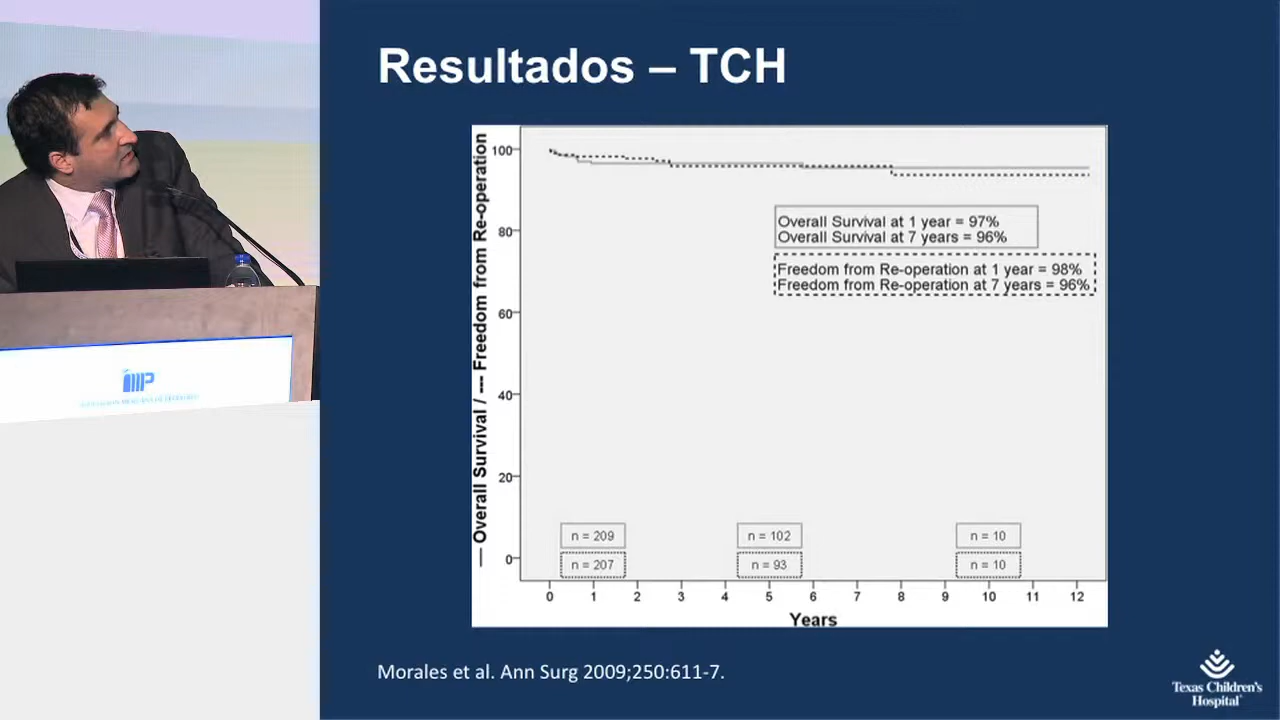 Resultados – TCH
— Overall Survival / --- Freedom from Re-operation
100
80
60
40
20
0
Overall Survival at 1 year = 97%
Overall Survival at 7 years = 96%
Freedom from Re-operation at 1 year = 98%
Freedom from Re-operation at 7 years = 96%
n = 209
n = 102
n = 10
n = 207
n = 93
n = 10
0 1 2 3 4 5 6 7 8 9 10 11 12
Years
Morales et al. Ann Surg 2009;250:611-7.
Texas Children's
Hospital